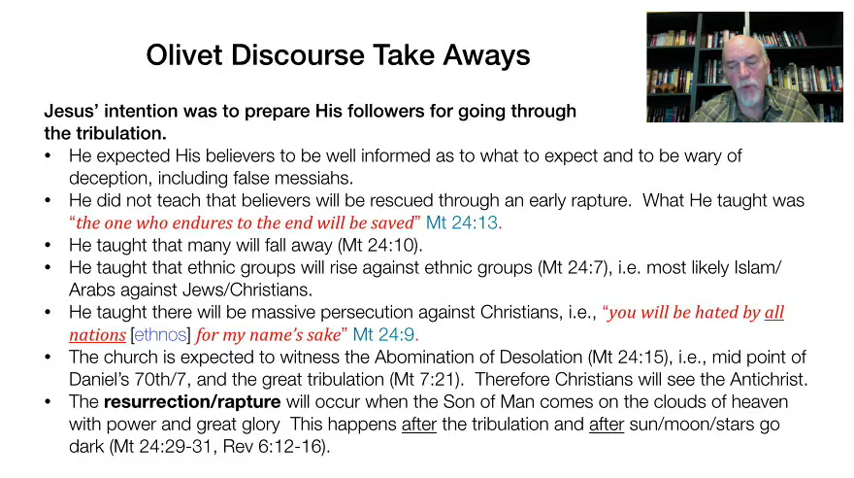 Olivet Discourse Take Aways
Jesus' intention was to prepare His followers for going through
the tribulation.
• He expected His believers to be well informed as to what to expect and to be wary of
deception, including false messiahs.
• He did not teach that believers will be rescued through an early rapture. What He taught was
"the one who endures to the end will be saved" Mt 24:13.
• He taught that many will fall away (Mt 24:10).
• He taught that ethnic groups will rise against ethnic groups (Mt 24:7), i.e. most likely Islam/
Arabs against Jews/Christians.
• He taught there will be massive persecution against Christians, i.e., "you will be hated by all
nations [ethnos] for my name's sake" Mt 24:9.
• The church is expected to witness the Abomination of Desolation (Mt 24:15), i.e., mid point of
Daniel's 70th/7, and the great tribulation (Mt 7:21). Therefore Christians will see the Antichrist.
• The resurrection/rapture will occur when the Son of Man comes on the clouds of heaven
with power and great glory This happens after the tribulation and after sun/moon/stars go
dark (Mt 24:29-31, Rev 6:12-16).